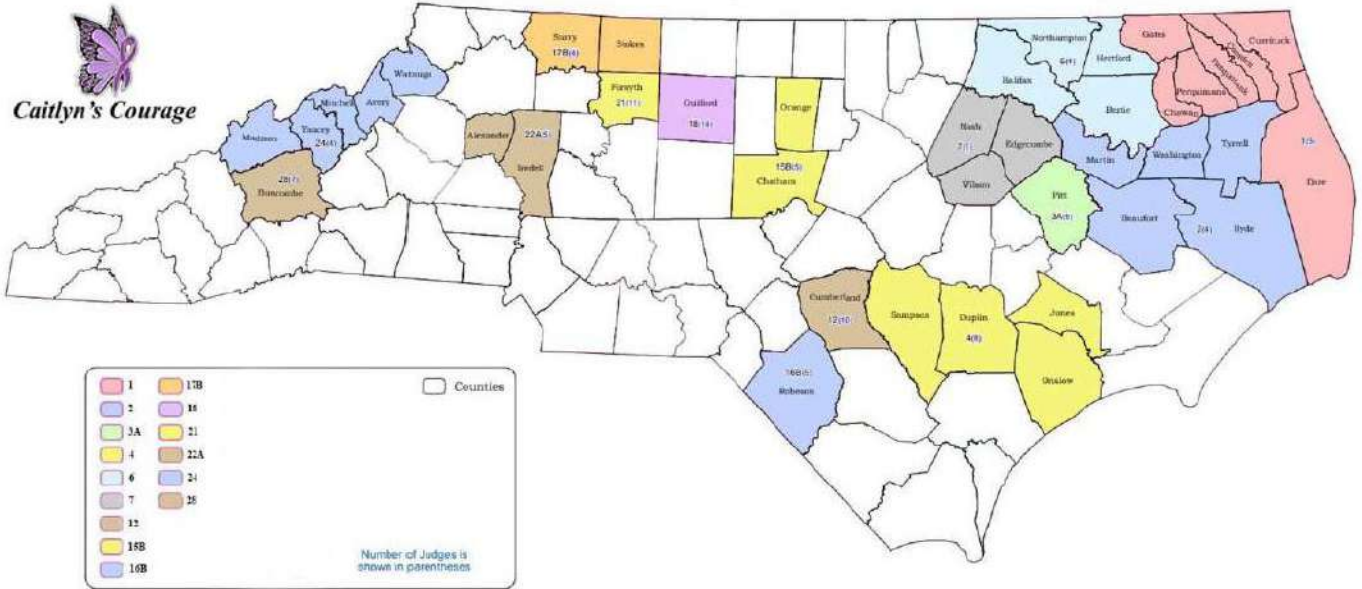 Caitlyn's Courage
Surry
17B(4)
Stokes
Forsyth
21(11)
Guilford
18(14)
Orange
15B(5)
Chatham
Northampton
6(4)
Halifax
Hertford
Bertie
Gates
Currituck
Camden
Pasquotank
Perquimans
Chowan
1(5)
Dare
Watauga
Mitchell
Avery
Yancey
24(4)
Madison
28(7)
Buncombe
Alexander
22A(5)
Iredell
Nash
Edgecombe
Wilson
Martin
Washington
Tyrrell
Pitt
Beaufort
2(4)
Hyde
Cumberland
12(10)
Sampson
Duplin
4(8)
Jones
Onslow
16B(5)
Robeson
1
2
3A
4
6
7
12
15B
16B
17B
18
21
22A
24
28
Counties
Number of Judges is
shown in parentheses